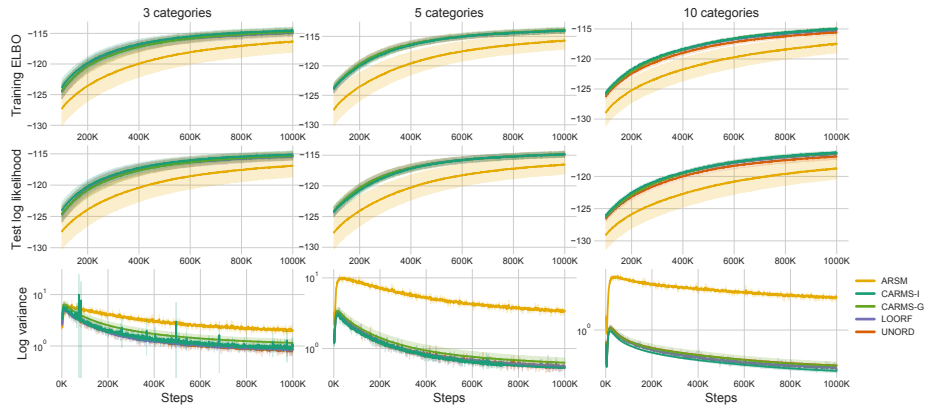 3 categories
5 categories
10 categories
Training ELBO
−115
−120
−125
−130
200K 400K 600K 800K 1000K
−115
−120
−125
−130
200K 400K 600K 800K 1000K
−115
−120
−125
−130
200K 400K 600K 800K 1000K
Test log likelihood
−115
−120
−125
−130
200K 400K 600K 800K 1000K
−115
−120
−125
−130
200K 400K 600K 800K 1000K
−120
−125
−130
200K 400K 600K 800K 1000K
Log variance
10¹
10⁰
0K 200K 400K 600K 800K 1000K
Steps
10¹
10⁰
0K 200K 400K 600K 800K 1000K
Steps
10⁰
0K 200K 400K 600K 800K 1000K
Steps
ARSM
CARMS-I
CARMS-G
LOORF
UNORD